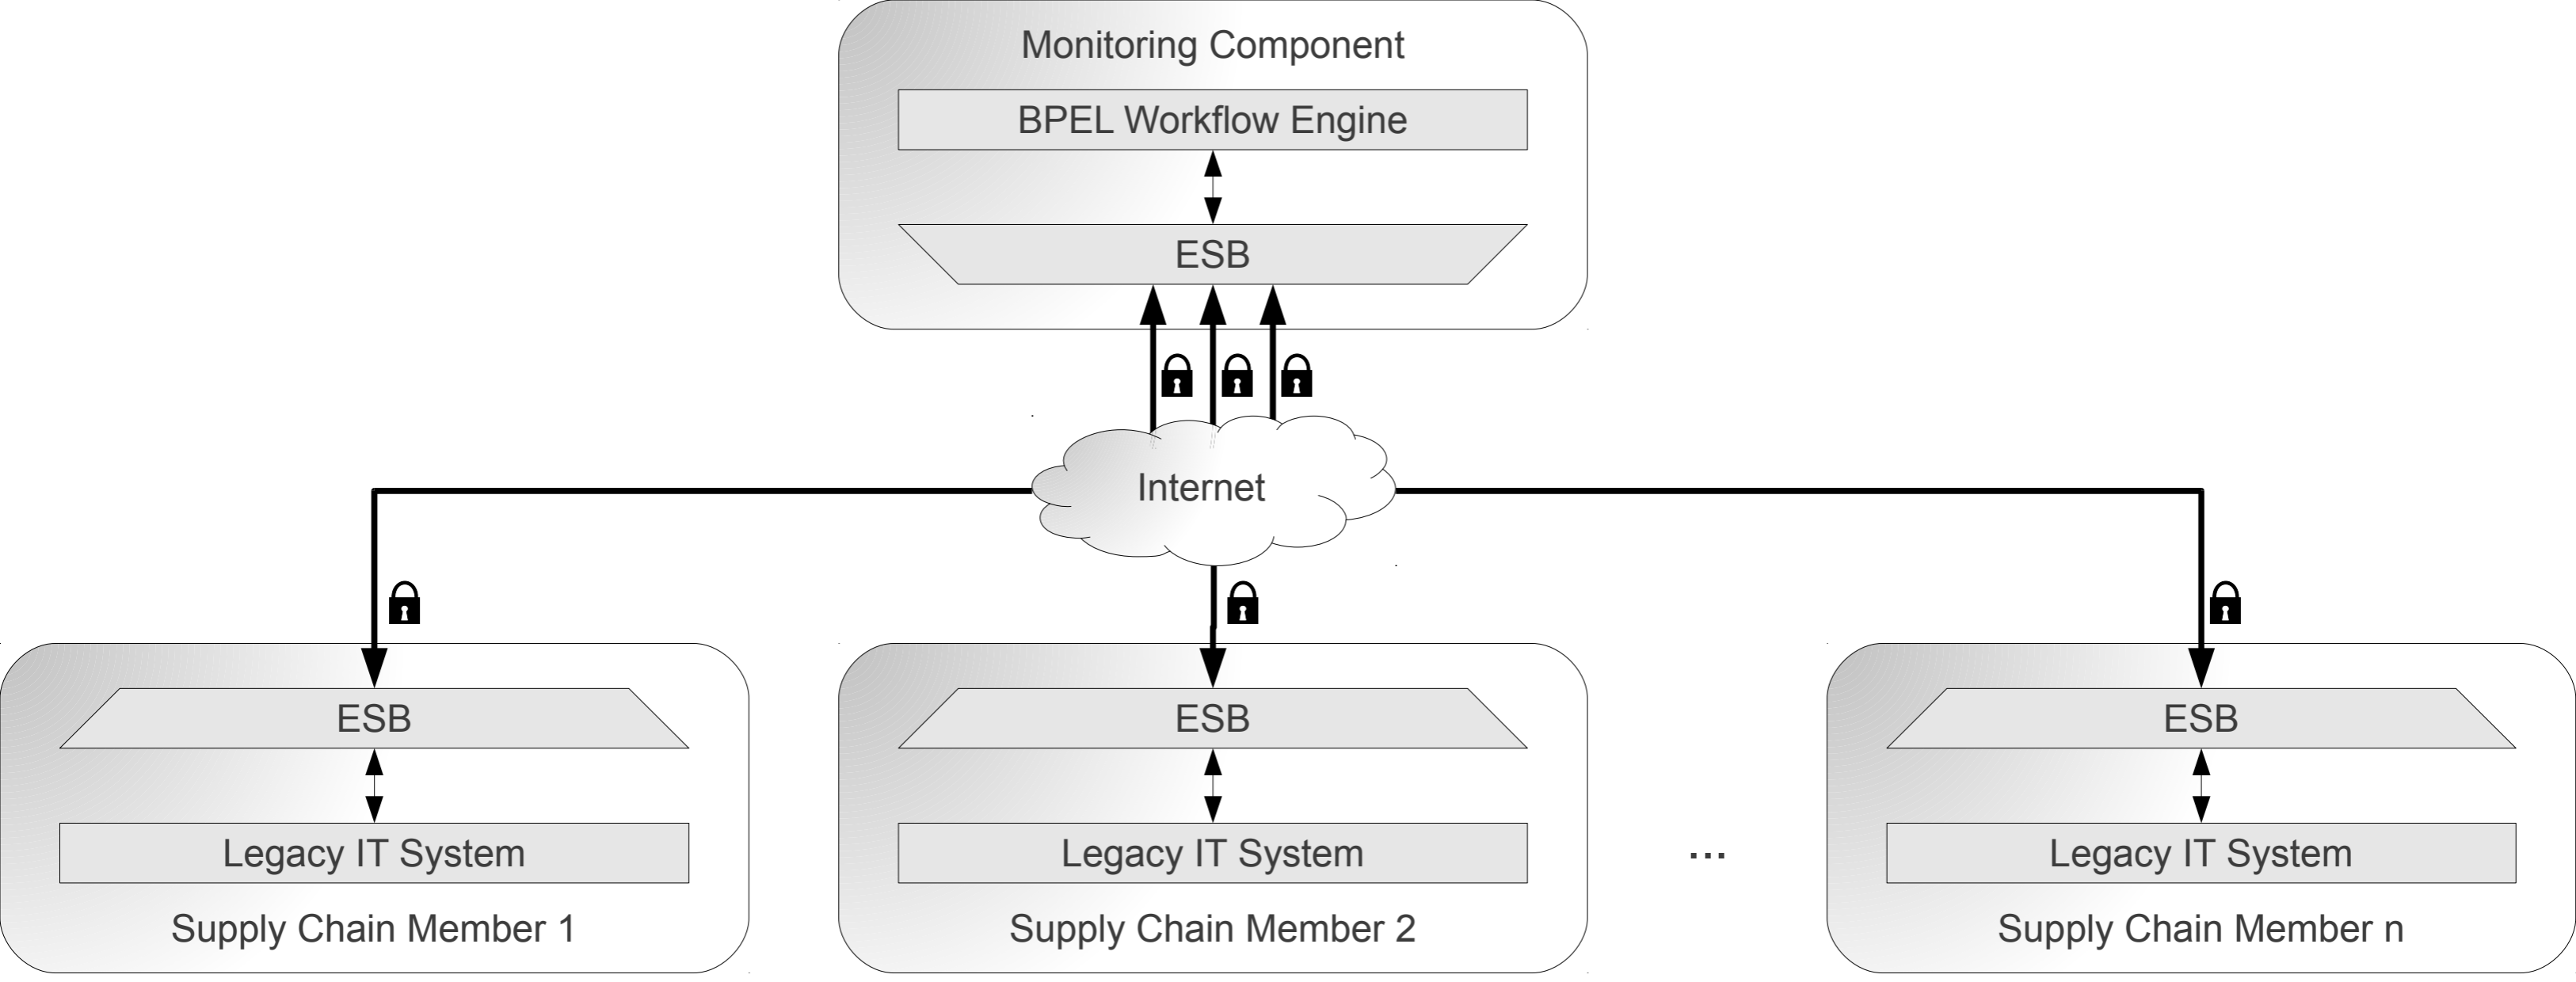 Monitoring Component
BPEL Workflow Engine
ESB
Internet
ESB
ESB
ESB
Legacy IT System
Legacy IT System
...
Legacy IT System
Supply Chain Member 1
Supply Chain Member 2
Supply Chain Member n